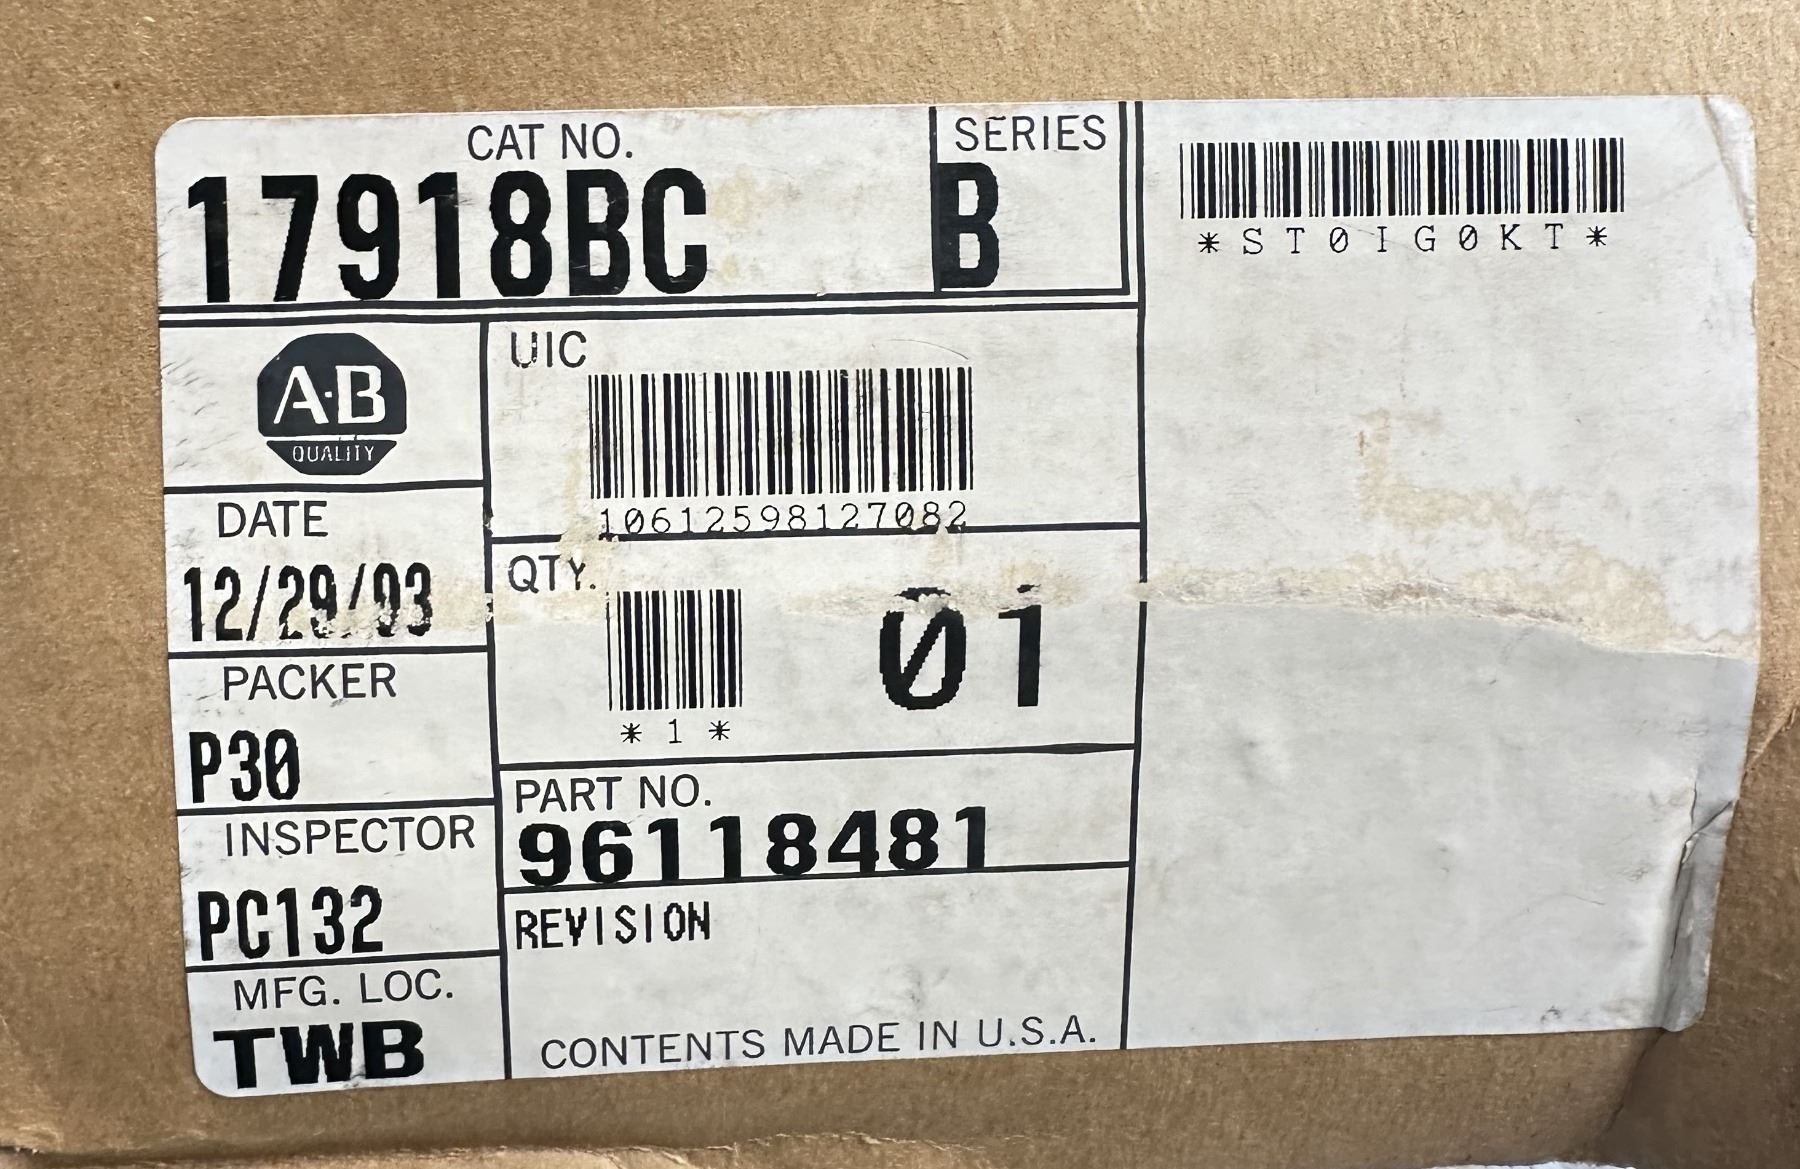 CAT NO.
17918BC
SERIES
B
*ST0IG0KT*
A·B
QUALITY
UIC
10612598127082
DATE
12/29/93
QTY.
*1*
01
PACKER
P30
PART NO.
96118481
INSPECTOR
PC132
REVISION
MFG. LOC.
TWB
CONTENTS MADE IN U.S.A.